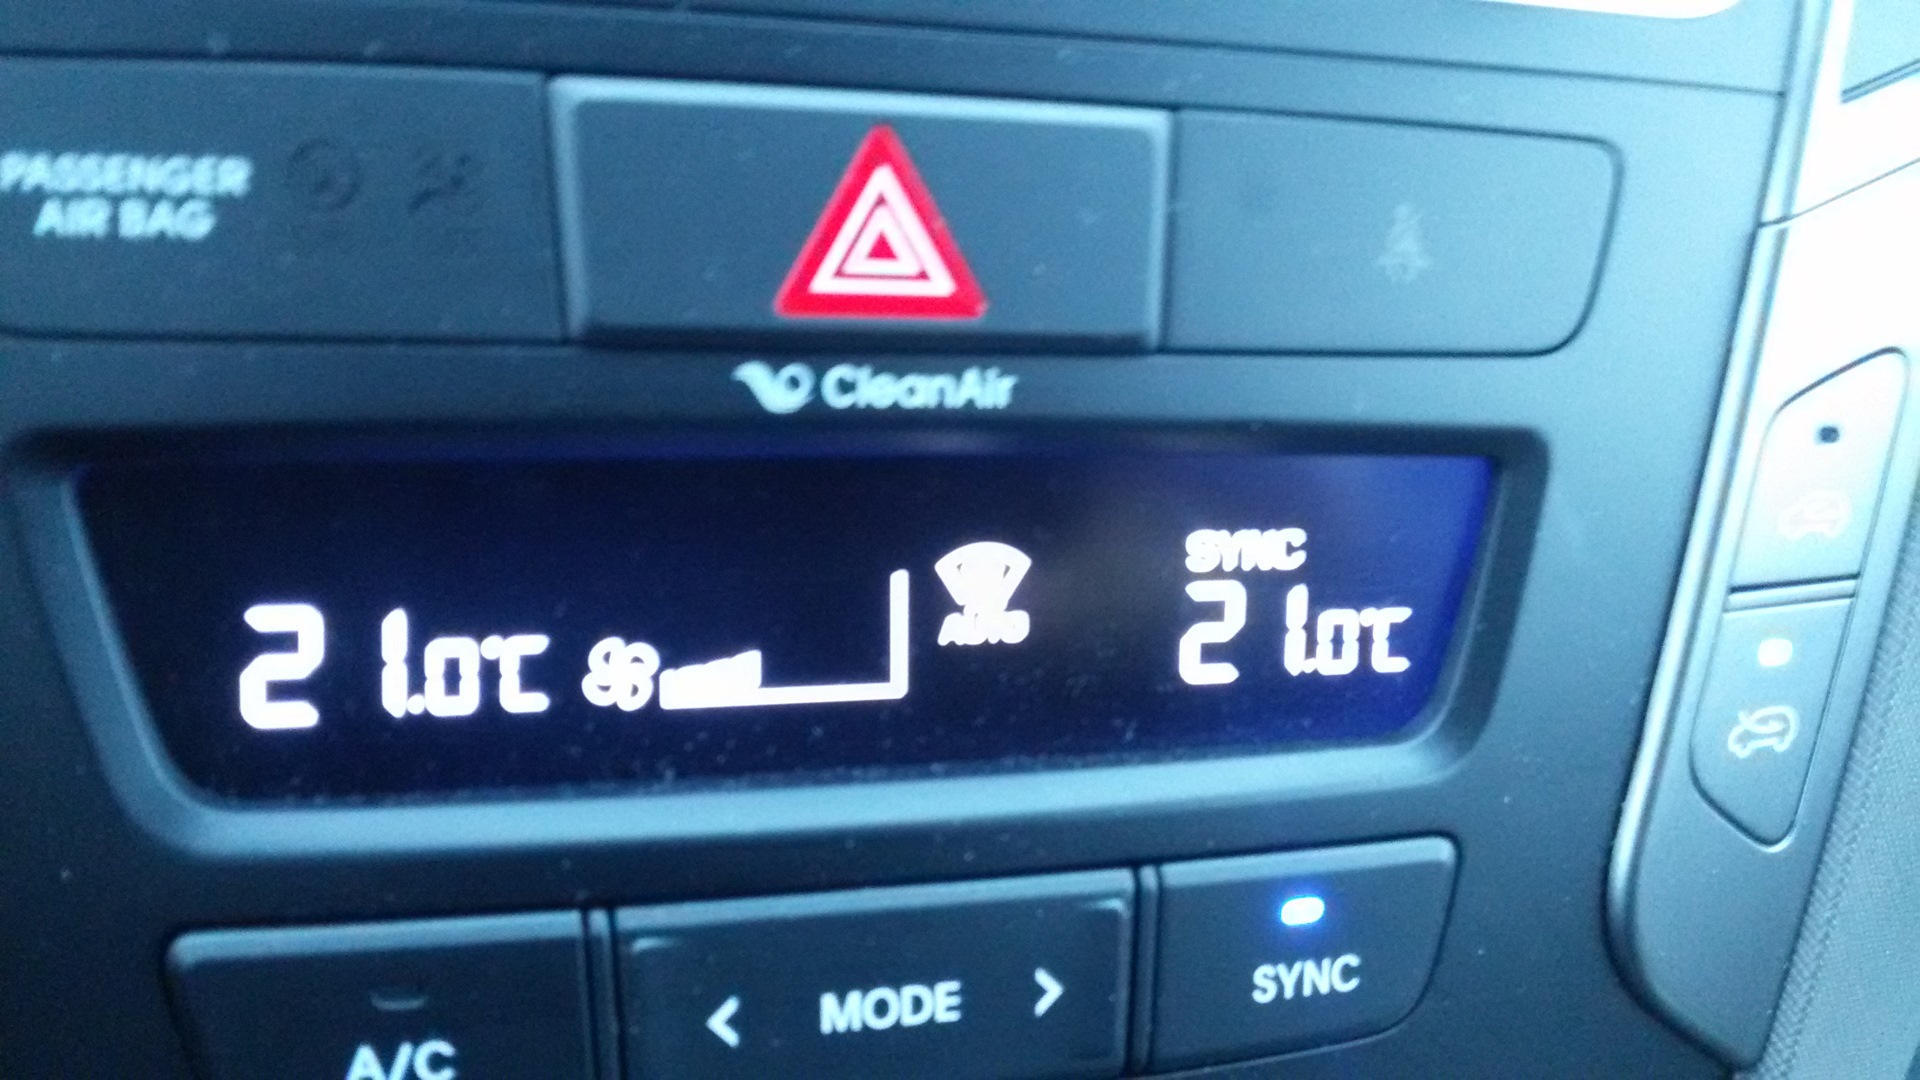 PASSENGER
AIR BAG
CleanAir
21.0°C
AUTO
SYNC
21.0°C
A/C
< MODE >
SYNC